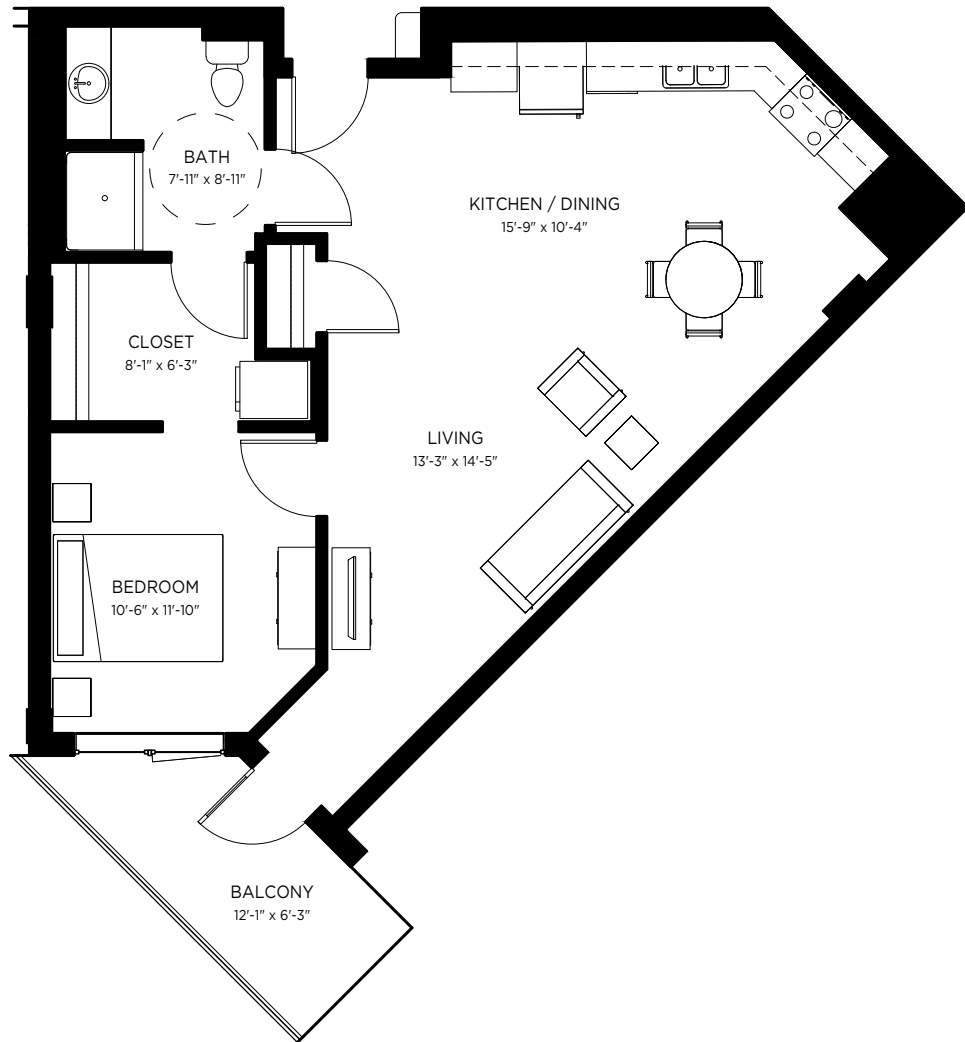 BATH
7'-11" x 8'-11"
KITCHEN / DINING
15'-9" x 10'-4"
CLOSET
8'-1" x 6'-3"
LIVING
13'-3" x 14'-5"
BEDROOM
10'-6" x 11'-10"
BALCONY
12'-1" x 6'-3"